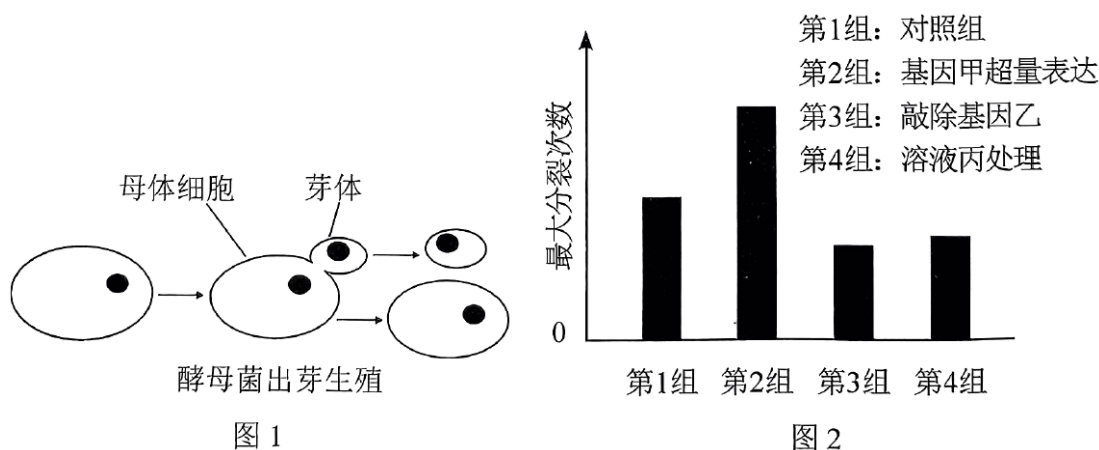 母体细胞 芽体
酵母菌出芽生殖
图1
第1组：对照组
第2组：基因甲超量表达
第3组：敲除基因乙
第4组：溶液丙处理
最大分裂次数
0
第1组 第2组 第3组 第4组
图2